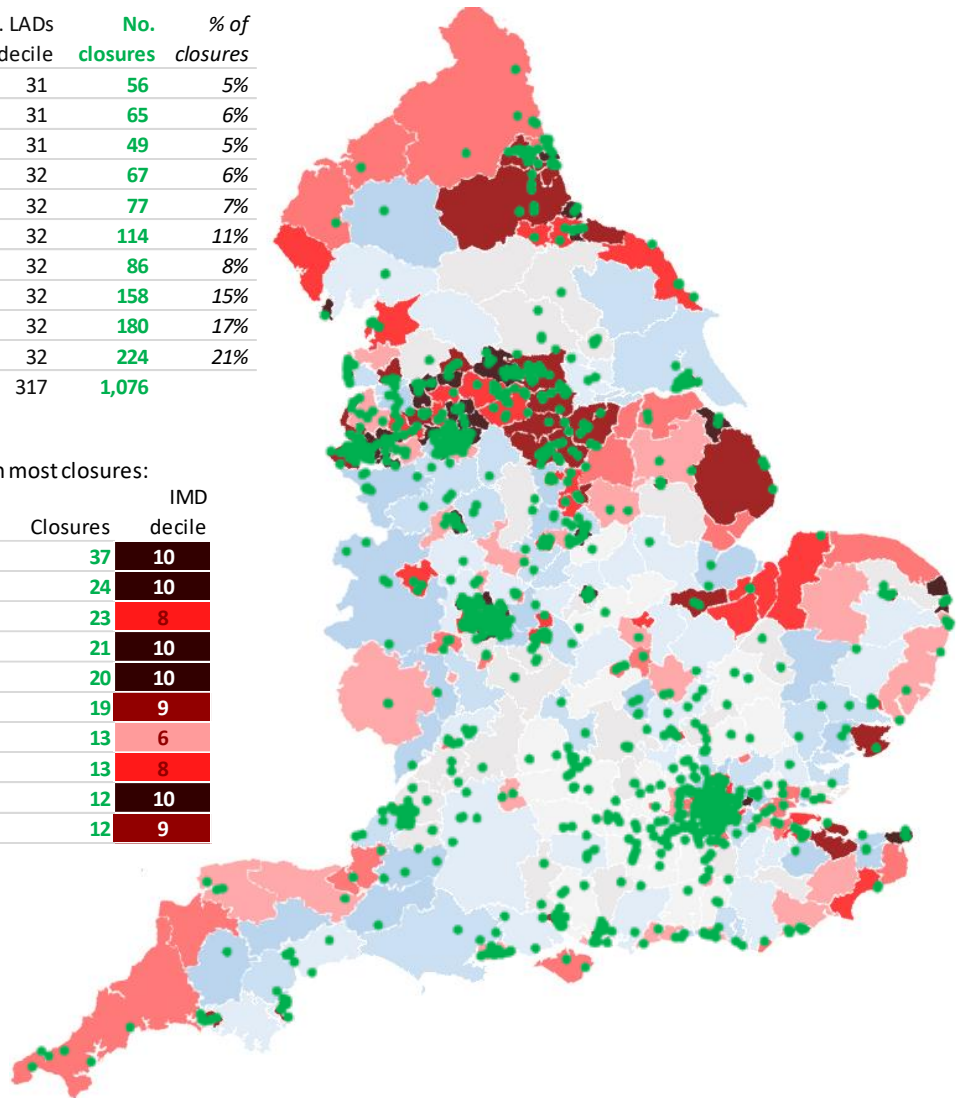 . LADs No. % of
decile closures closures
31 56 5%
31 65 6%
31 49 5%
32 67 6%
32 77 7%
32 114 11%
32 86 8%
32 158 15%
32 180 17%
32 224 21%
317 1,076
most closures:
IMD
Closures decile
37 10
24 10
23 8
21 10
20 10
19 9
13 6
13 8
12 10
12 9